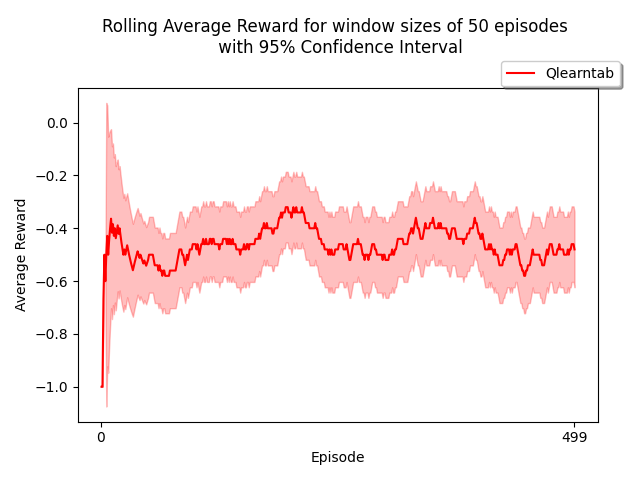 Rolling Average Reward for window sizes of 50 episodes
with 95% Confidence Interval
Qlearntab
0.0
−0.2
−0.4
−0.6
−0.8
−1.0
Average Reward
0
499
Episode